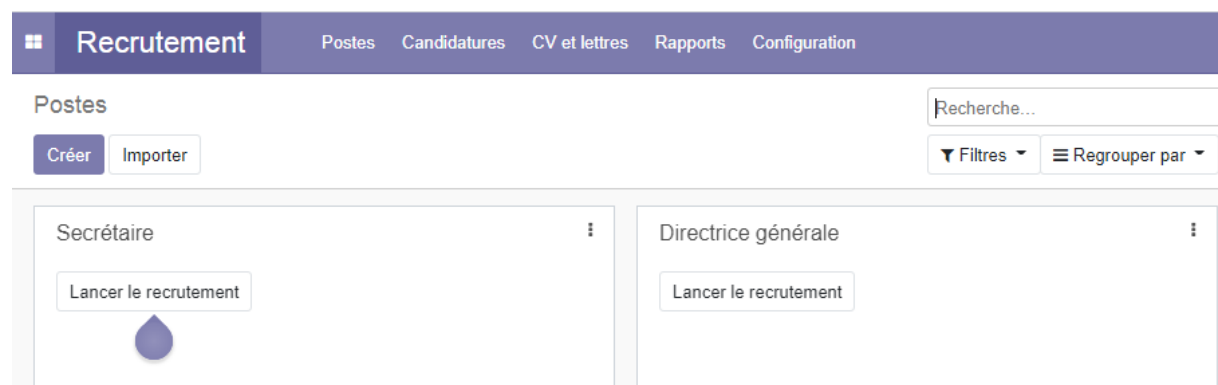 Recrutement Postes Candidatures CV et lettres Rapports Configuration
Postes
Recherche...
Créer Importer
Filtres Regrouper par
Secrétaire
Directrice générale
Lancer le recrutement
Lancer le recrutement